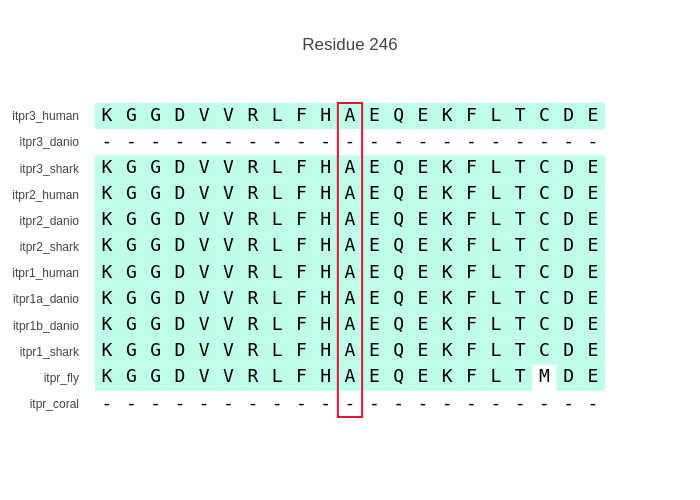 Residue 246
itpr3_human K G G D V V R L F H A E Q E K F L T C D E
itpr3_danio - - - - - - - - - - - - - - - - - - - - -
itpr3_shark K G G D V V R L F H A E Q E K F L T C D E
itpr2_human K G G D V V R L F H A E Q E K F L T C D E
itpr2_danio K G G D V V R L F H A E Q E K F L T C D E
itpr2_shark K G G D V V R L F H A E Q E K F L T C D E
itpr1_human K G G D V V R L F H A E Q E K F L T C D E
itpr1a_danio K G G D V V R L F H A E Q E K F L T C D E
itpr1b_danio K G G D V V R L F H A E Q E K F L T C D E
itpr1_shark K G G D V V R L F H A E Q E K F L T C D E
itpr_fly K G G D V V R L F H A E Q E K F L T M D E
itpr_coral - - - - - - - - - - - - - - - - - - - - -